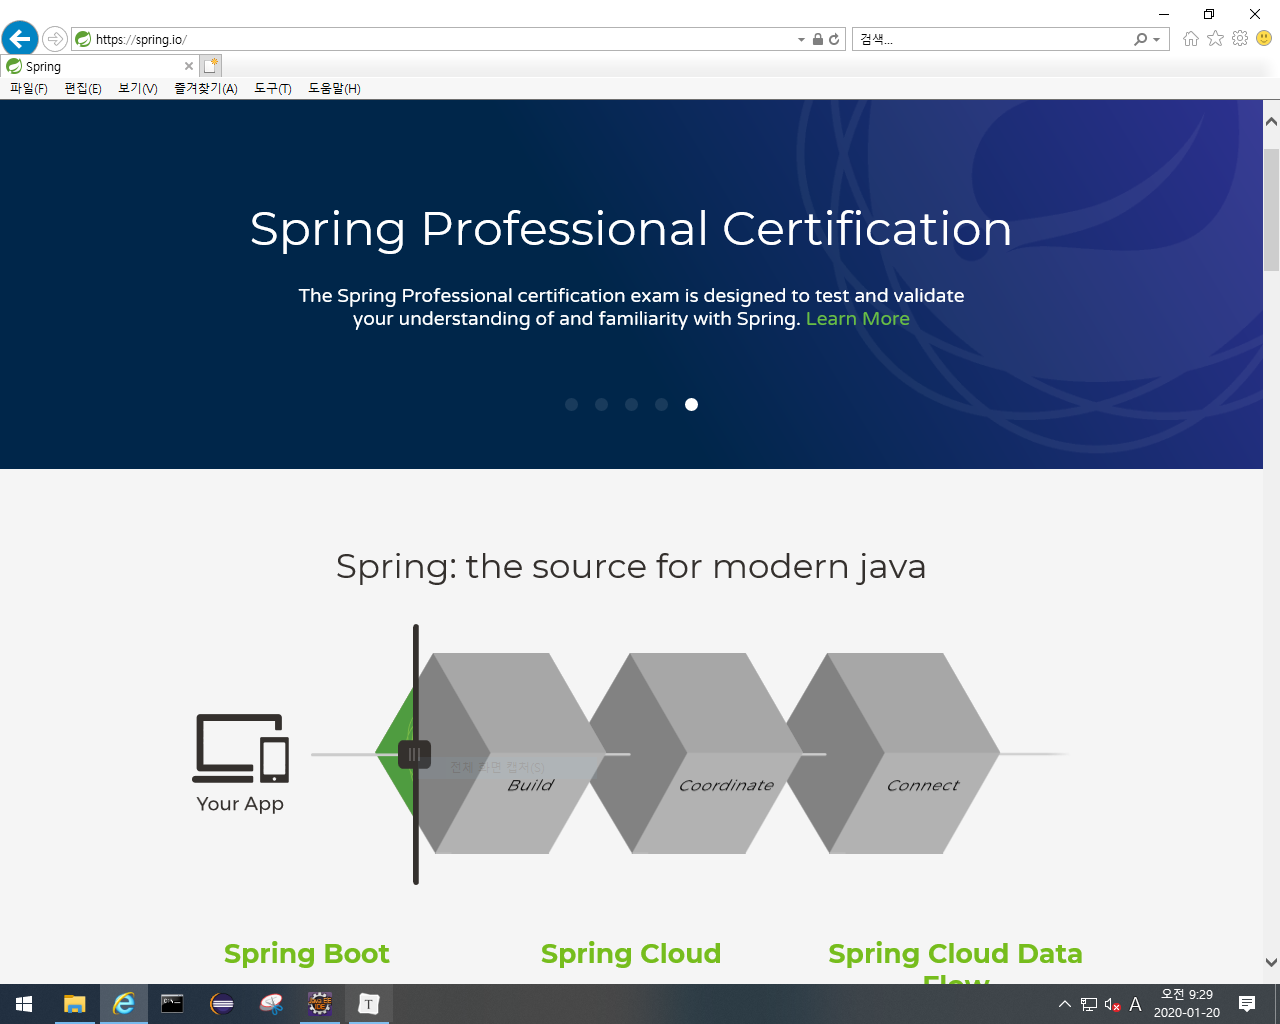 https://spring.io/
검색...
Spring
파일(F) 편집(E) 보기(V) 즐겨찾기(A) 도구(T) 도움말(H)
Spring Professional Certification
The Spring Professional certification exam is designed to test and validate
your understanding of and familiarity with Spring. Learn More
Spring: the source for modern java
Your App
전체 화면 캡처(S)
Build
Coordinate
Connect
Spring Boot
Spring Cloud
Spring Cloud Data
Flow
Java EE
IDE
T
A
오전 9:29
2020-01-20